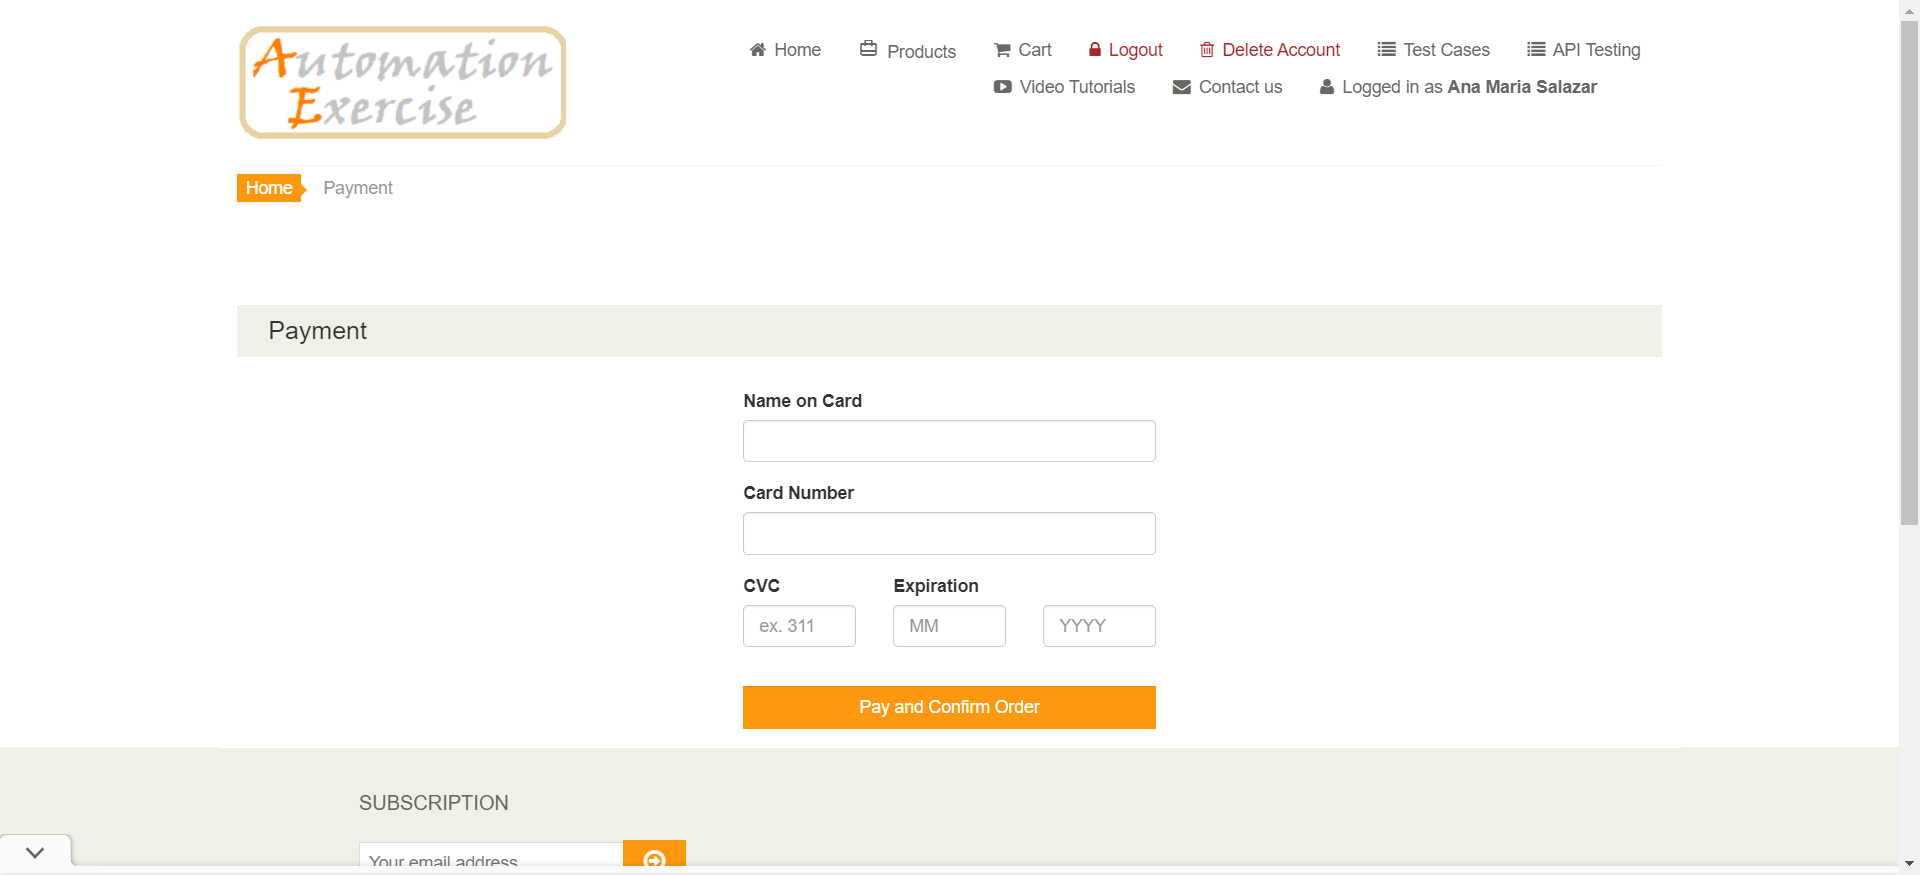 Automation
Exercise
Home Products Cart Logout Delete Account Test Cases API Testing
Video Tutorials Contact us Logged in as Ana Maria Salazar
Home Payment
Payment
Name on Card
Card Number
CVC Expiration
ex. 311 MM YYYY
Pay and Confirm Order
SUBSCRIPTION
Your email address